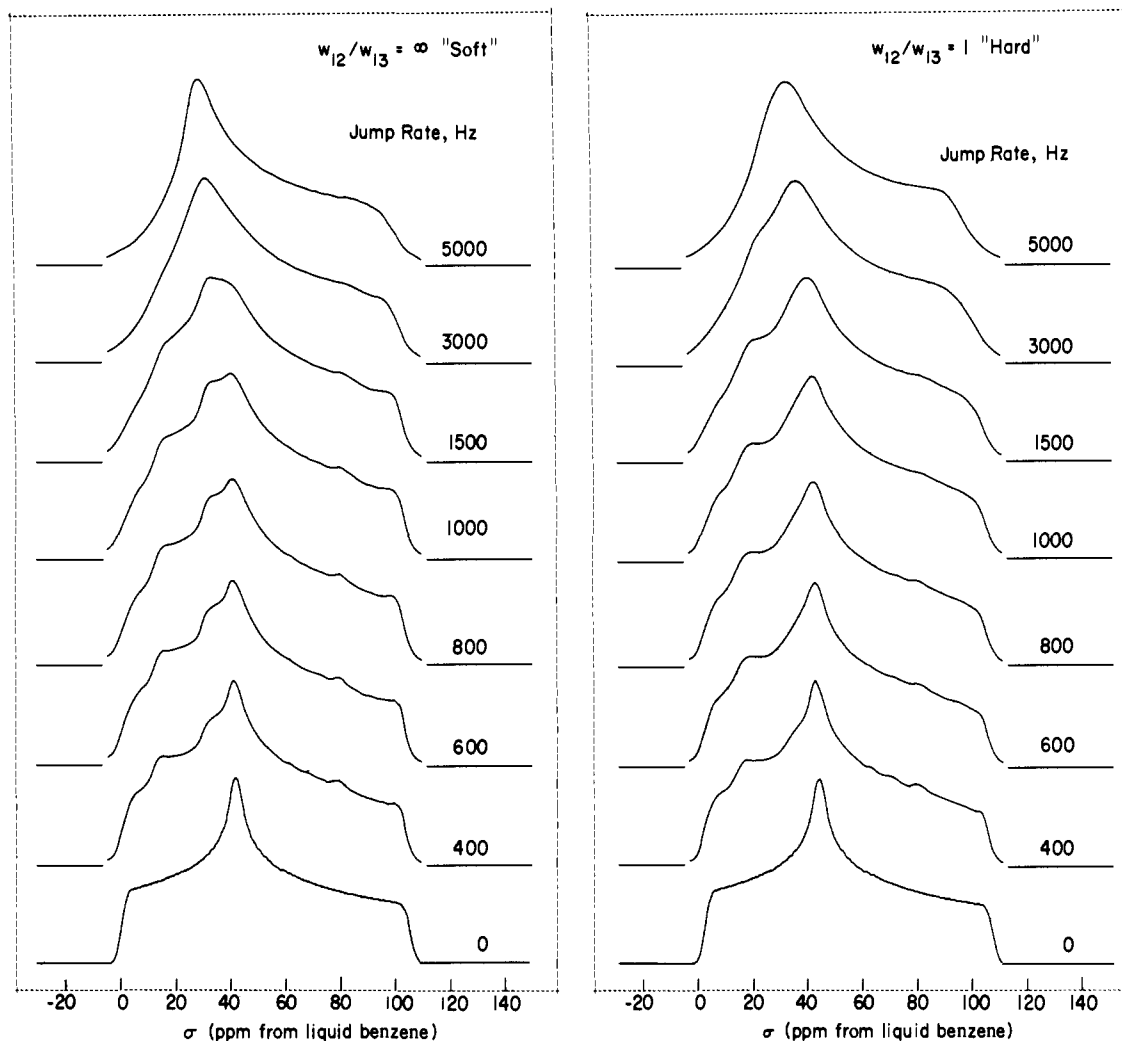 w12/w13 = ∞ "Soft"
Jump Rate, Hz
5000
3000
1500
1000
800
600
400
0
-20 0 20 40 60 80 100 120 140
σ (ppm from liquid benzene)
w12/w13 = 1 "Hard"
Jump Rate, Hz
5000
3000
1500
1000
800
600
400
0
-20 0 20 40 60 80 100 120 140
σ (ppm from liquid benzene)